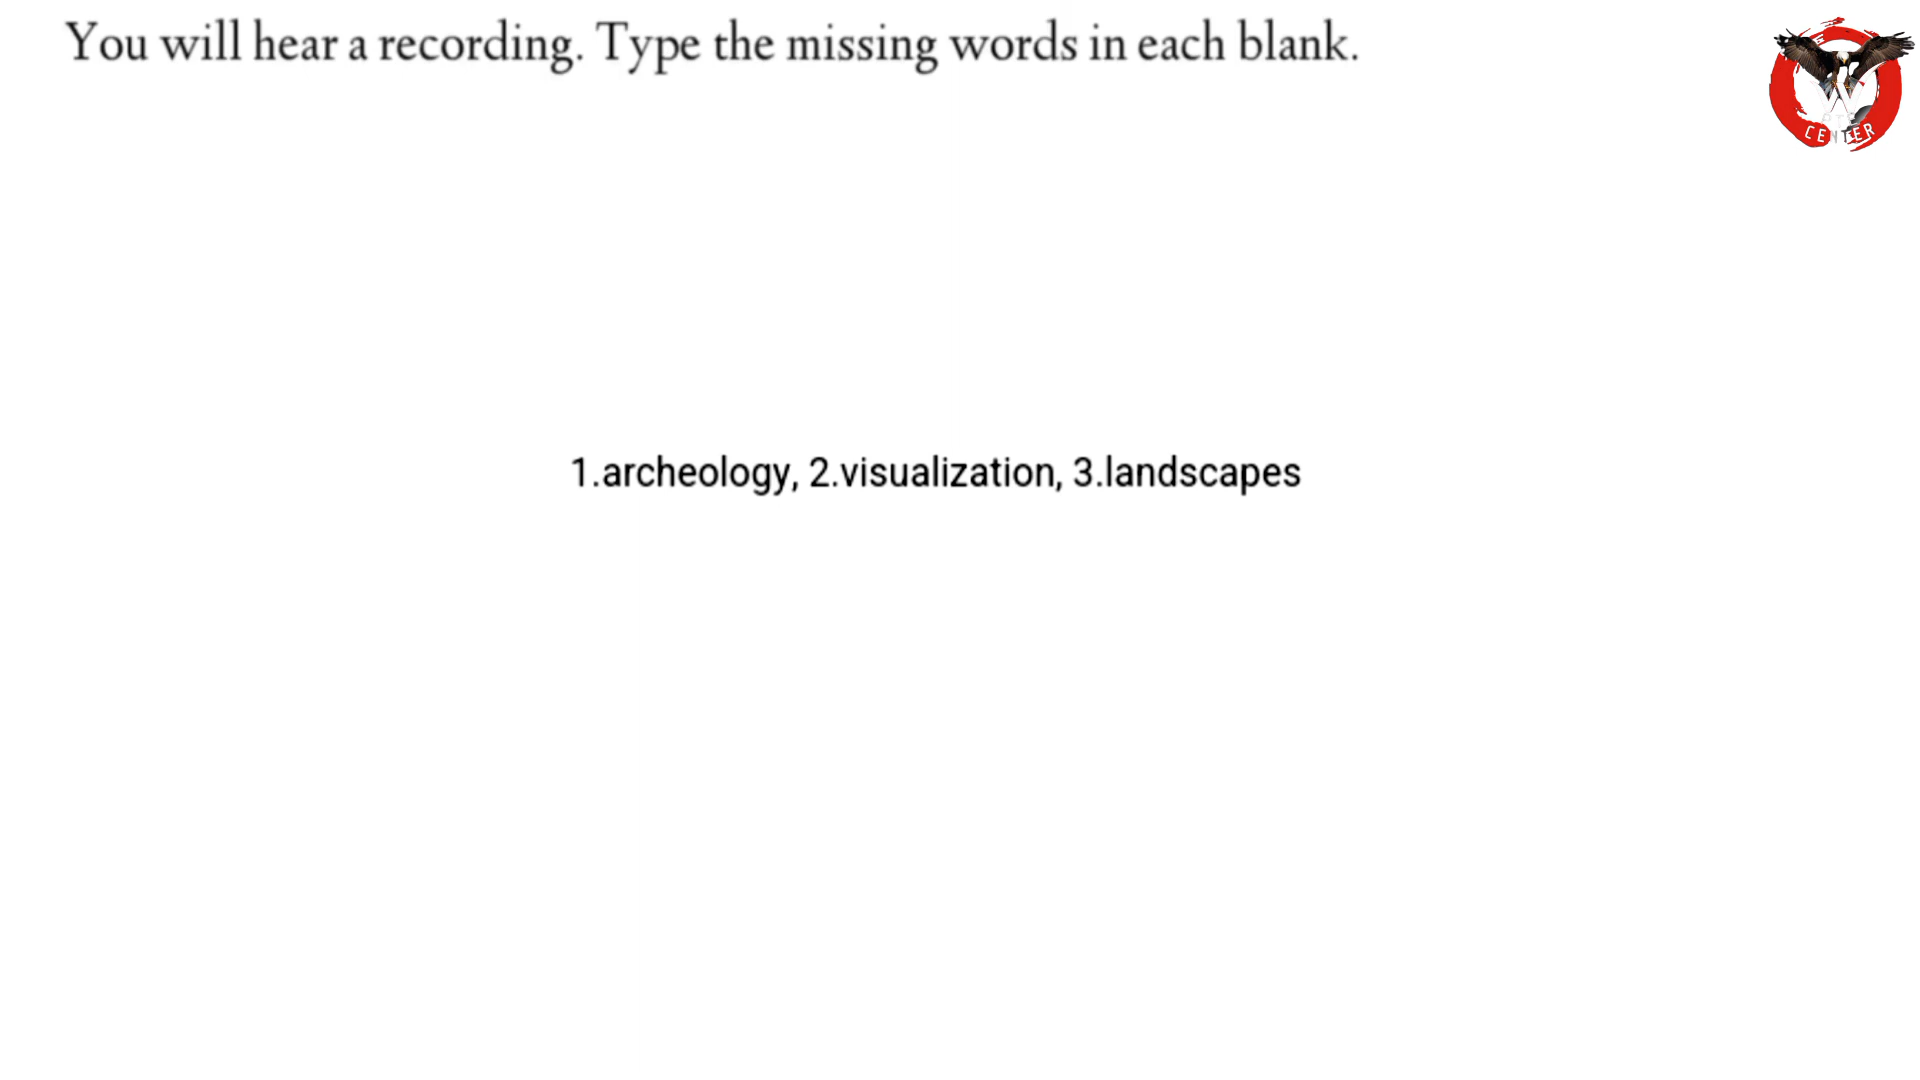 You will hear a recording. Type the missing words in each blank.
CENTER
1.archeology, 2.visualization, 3.landscapes